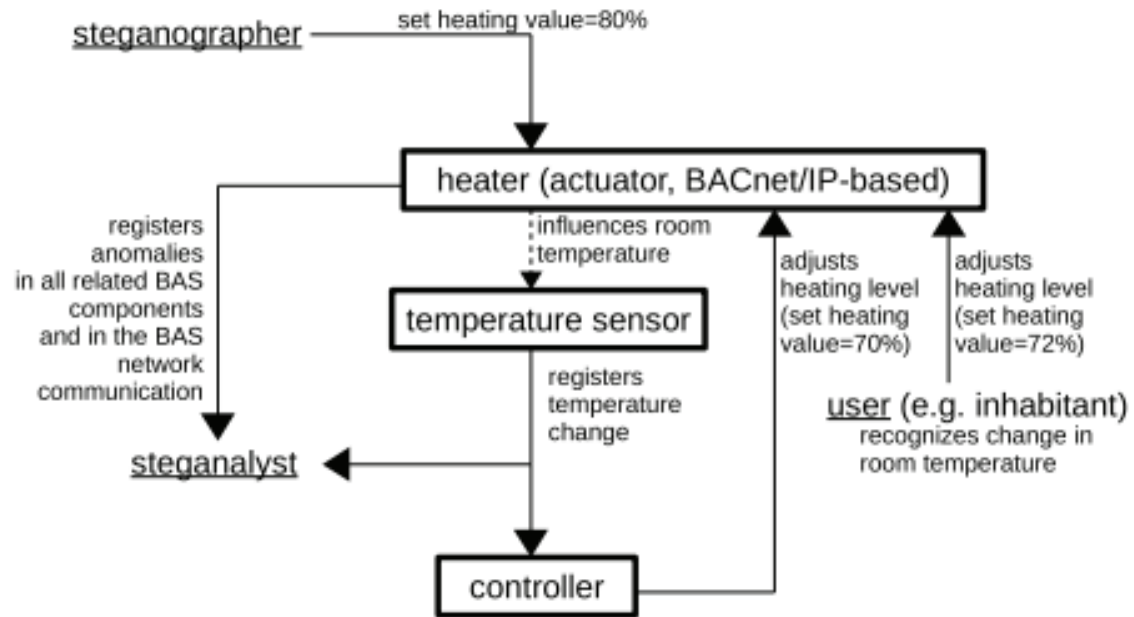 set heating value=80%
steganographer
heater (actuator, BACnet/IP-based)
registers
anomalies
in all related BAS
components
and in the BAS
network
communication
influences room
temperature
adjusts
heating level
(set heating
value=70%)
adjusts
heating level
(set heating
value=72%)
temperature sensor
registers
temperature
change
user (e.g. inhabitant)
recognizes change in
room temperature
steganalyst
controller